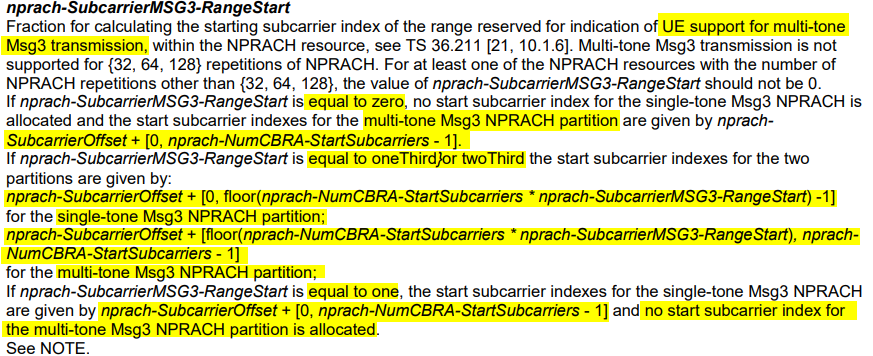 nprach-SubcarrierMSG3-RangeStart
Fraction for calculating the starting subcarrier index of the range reserved for indication of UE support for multi-tone
Msg3 transmission, within the NPRACH resource, see TS 36.211 [21, 10.1.6]. Multi-tone Msg3 transmission is not
supported for {32, 64, 128} repetitions of NPRACH. For at least one of the NPRACH resources with the number of
NPRACH repetitions other than {32, 64, 128}, the value of nprach-SubcarrierMSG3-RangeStart should not be 0.
If nprach-SubcarrierMSG3-RangeStart is equal to zero, no start subcarrier index for the single-tone Msg3 NPRACH is
allocated and the start subcarrier indexes for the multi-tone Msg3 NPRACH partition are given by nprach-
SubcarrierOffset + [0, nprach-NumCBRA-StartSubcarriers - 1].
If nprach-SubcarrierMSG3-RangeStart is equal to oneThird}or twoThird the start subcarrier indexes for the two
partitions are given by:
nprach-SubcarrierOffset + [0, floor(nprach-NumCBRA-StartSubcarriers * nprach-SubcarrierMSG3-RangeStart) -1]
for the single-tone Msg3 NPRACH partition;
nprach-SubcarrierOffset + [floor(nprach-NumCBRA-StartSubcarriers * nprach-SubcarrierMSG3-RangeStart), nprach-
NumCBRA-StartSubcarriers - 1]
for the multi-tone Msg3 NPRACH partition;
If nprach-SubcarrierMSG3-RangeStart is equal to one, the start subcarrier indexes for the single-tone Msg3 NPRACH
are given by nprach-SubcarrierOffset + [0, nprach-NumCBRA-StartSubcarriers - 1] and no start subcarrier index for
the multi-tone Msg3 NPRACH partition is allocated.
See NOTE.